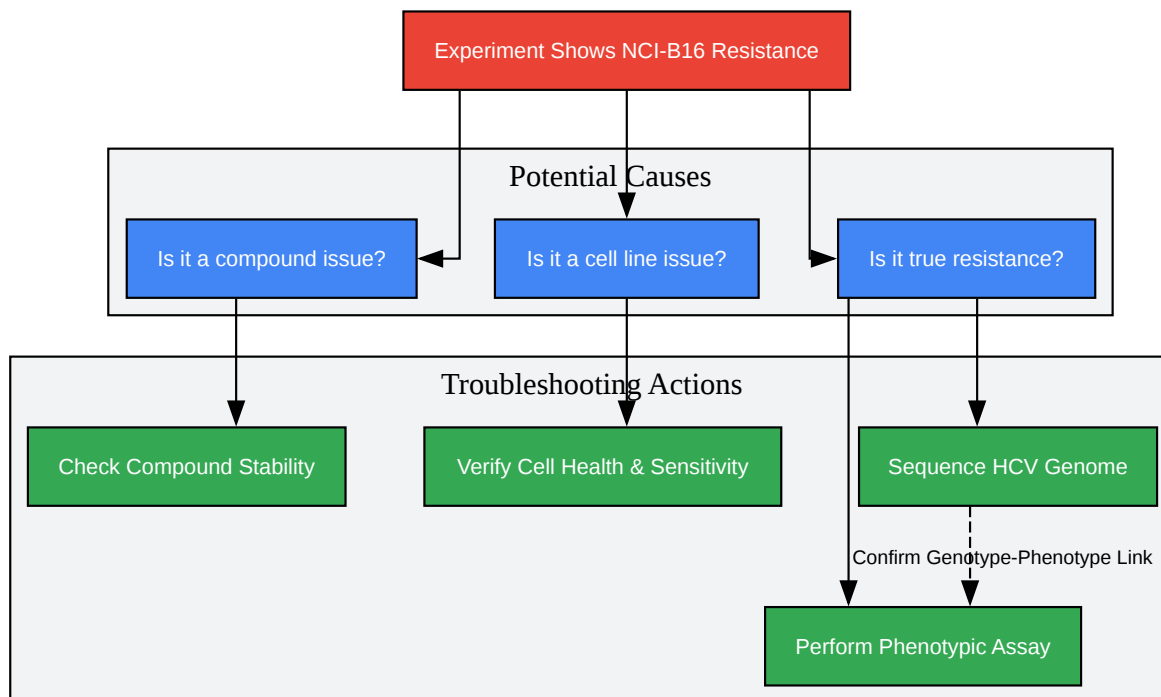 Experiment Shows NCI-B16 Resistance
Potential Causes
Is it a compound issue?
Is it a cell line issue?
Is it true resistance?
Troubleshooting Actions
Check Compound Stability
Verify Cell Health & Sensitivity
Sequence HCV Genome
Confirm Genotype-Phenotype Link
Perform Phenotypic Assay